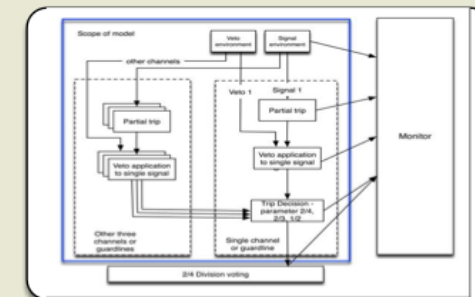 Scope of model
Veto
environment
Signal
environment
other channels
Veto 1
Signal 1
Partial trip
Partial trip
Monitor
Veto application
to single signal
Veto application
to single signal
Trip Decision -
parameter 2/4,
2/3, 1/2
Other three
channels or
guardlines
Single channel
or guardline
2/4 Division voting